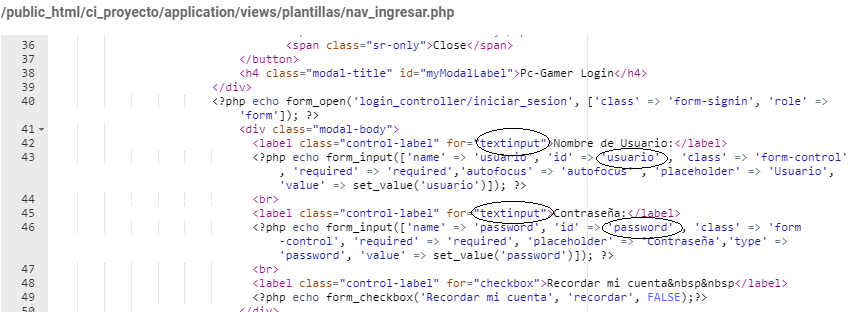 /public_html/ci_proyecto/application/views/plantillas/nav_ingresar.php
36 <span class="sr-only">Close</span>
37 </button>
38 <h4 class="modal-title" id="myModalLabel">Pc-Gamer Login</h4>
39 </div>
40 <?php echo form_open('login_controller/iniciar_sesion', ['class' => 'form-signin', 'role' =>
'form']); ?>
41 <div class="modal-body">
42 <label class="control-label" for="textinput">Nombre de Usuario:</label>
43 <?php echo form_input(['name' => 'usuario', 'id' => 'usuario', 'class' => 'form-control'
, 'required' => 'required','autofocus' => 'autofocus' , 'placeholder' => 'Usuario',
'value' => set_value('usuario')]); ?>
44 <br>
45 <label class="control-label" for="textinput">Contraseña:</label>
46 <?php echo form_input(['name' => 'password', 'id' => 'password', 'class' => 'form
-control', 'required' => 'required', 'placeholder' => 'Contraseña','type' =>
'password', 'value' => set_value('password')]); ?>
47 <br>
48 <label class="control-label" for="checkbox">Recordar mi cuenta&nbsp&nbsp</label>
49 <?php echo form_checkbox('Recordar mi cuenta', 'recordar', FALSE);?>
50 </div>